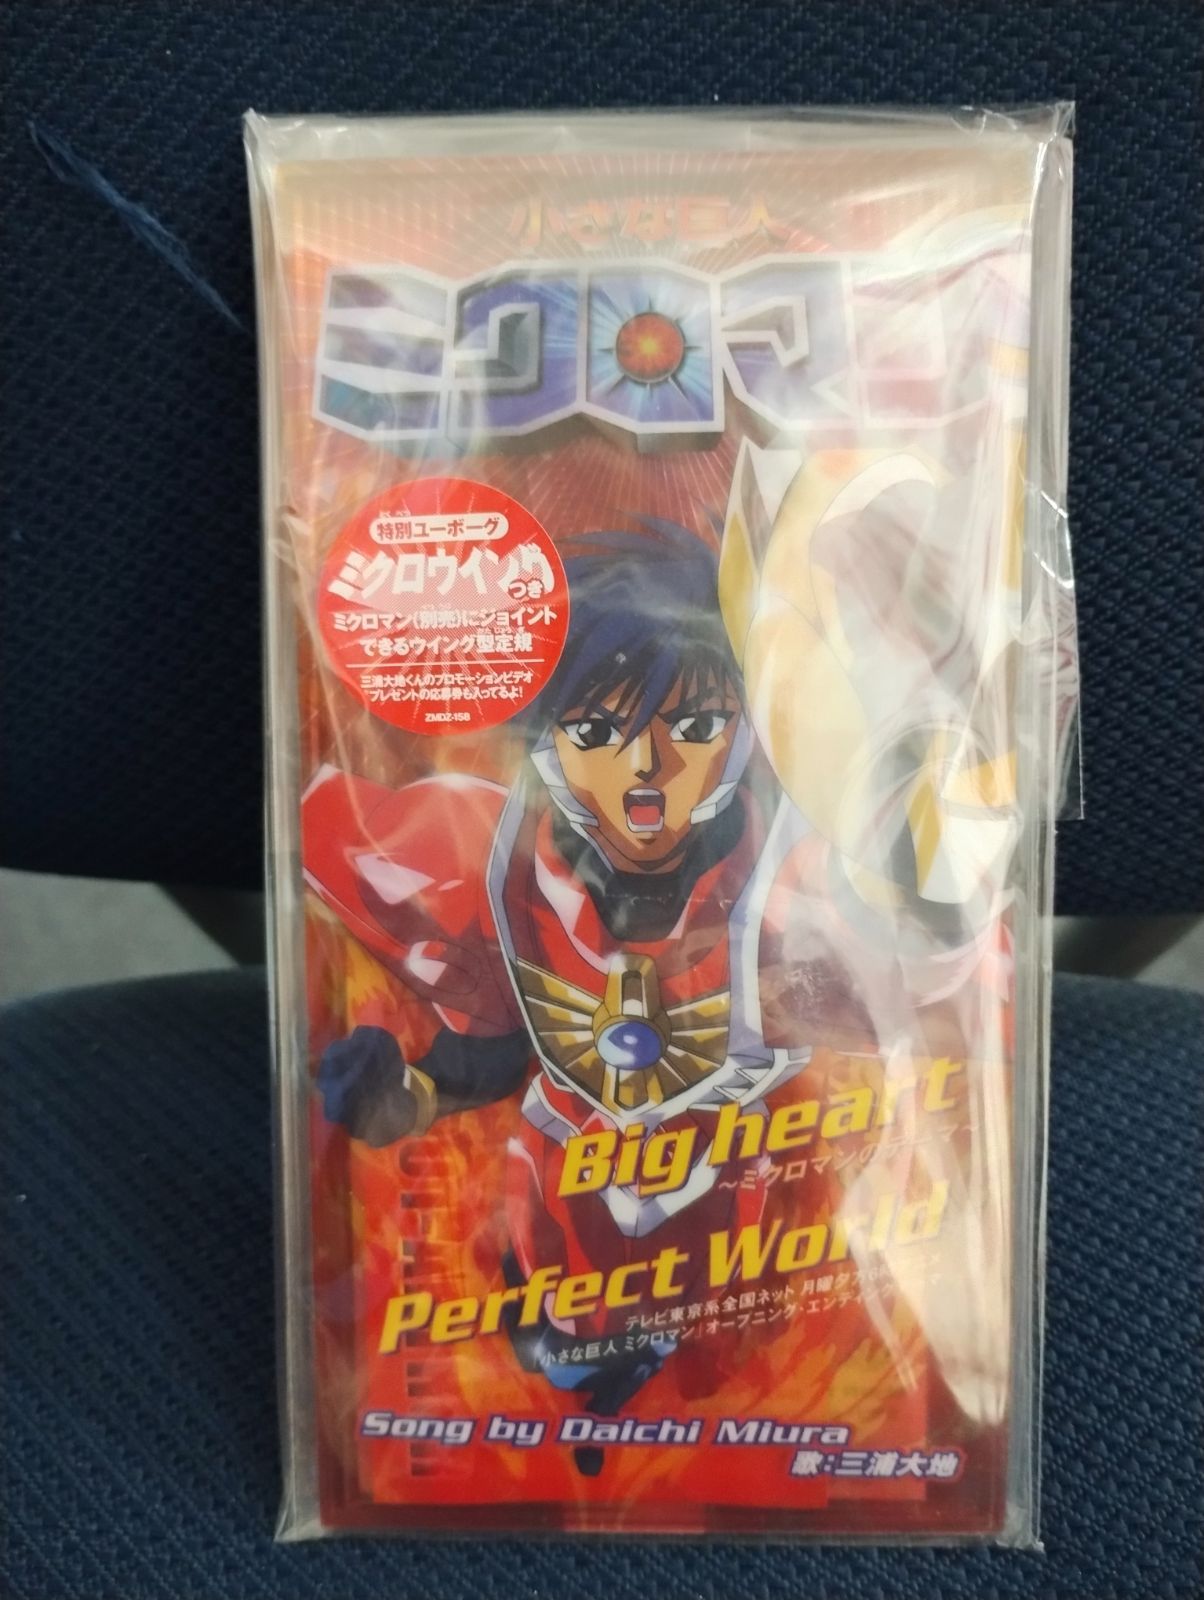 小さな巨人
ミクロマン
特別ユーボーグ
ミクロウイング
つき
ミクロマン(別売)にジョイント
できるウイング型定規
三浦大地くんのプロモーションビデオ
プレゼントの応募券も入ってるよ!
ZMDZ-158
Big heart
~ミクロマンのテーマ~
Perfect World
テレビ東京系全国ネット 月曜夕方
「小さな巨人 ミクロマン」オープニング・エンディング
Song by Daichi Miura
歌:三浦大地